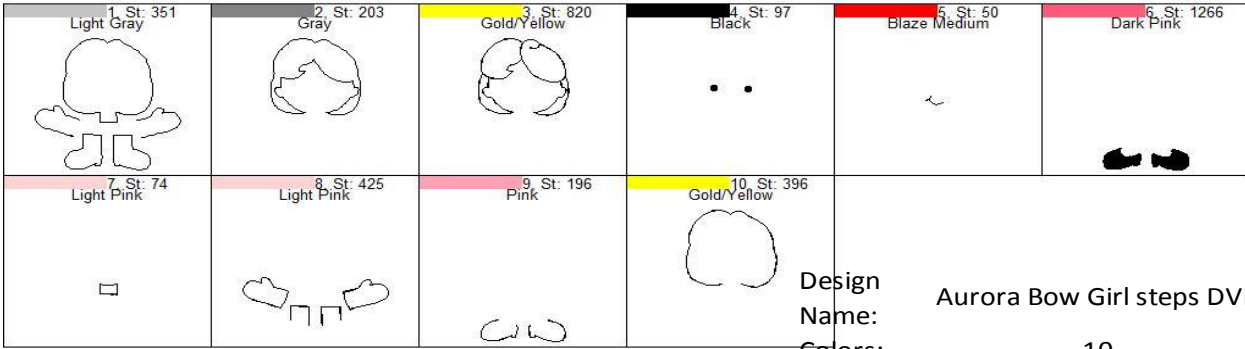 1, St: 351
Light Gray
2, St: 203
Gray
3, St: 820
Gold/Yellow
4, St: 97
Black
5, St: 50
Blaze Medium
6, St: 1266
Dark Pink
7, St: 74
Light Pink
8, St: 425
Light Pink
9, St: 196
Pink
10, St: 396
Gold/Yellow
Design
Name:
Aurora Bow Girl steps
Colors:
10